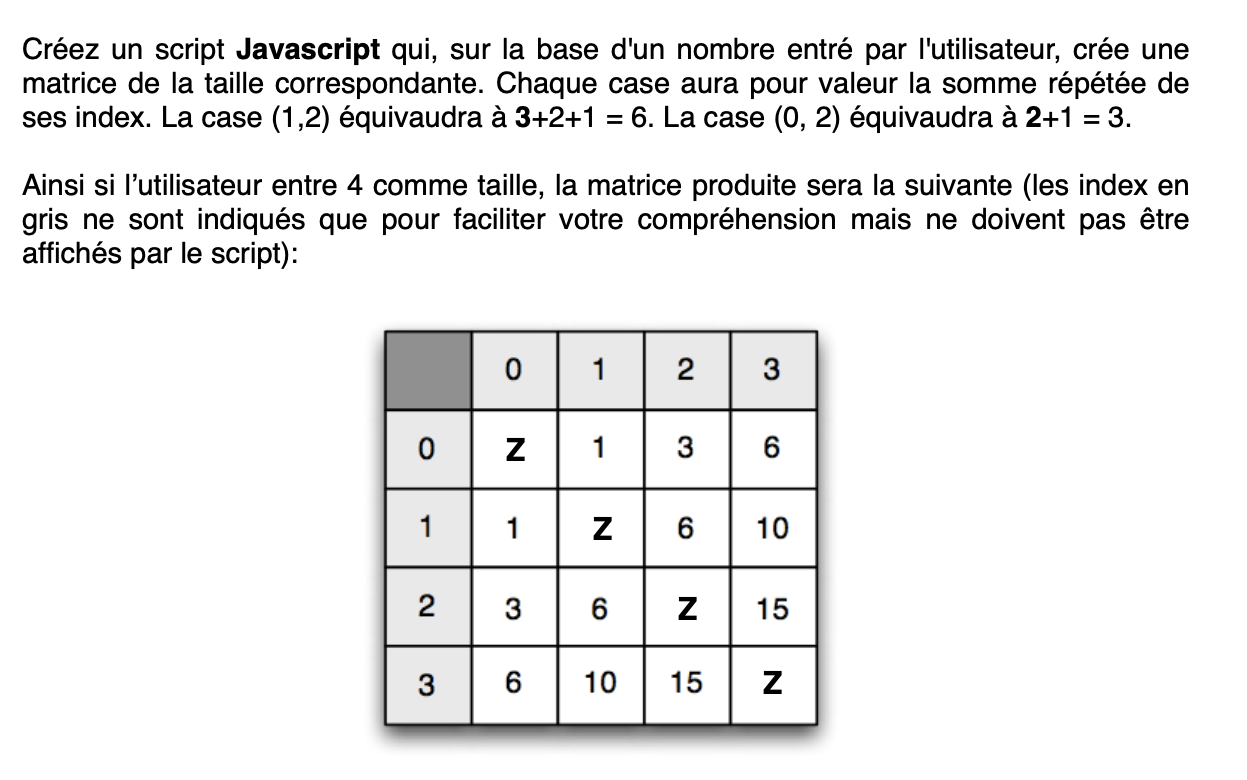 Créez un script Javascript qui, sur la base d'un nombre entré par l'utilisateur, crée une
matrice de la taille correspondante. Chaque case aura pour valeur la somme répétée de
ses index. La case (1,2) équivaudra à 3+2+1 = 6. La case (0, 2) équivaudra à 2+1 = 3.
Ainsi si l’utilisateur entre 4 comme taille, la matrice produite sera la suivante (les index en
gris ne sont indiqués que pour faciliter votre compréhension mais ne doivent pas être
affichés par le script):
0 1 2 3
0 Z 1 3 6
1 1 Z 6 10
2 3 6 Z 15
3 6 10 15 Z